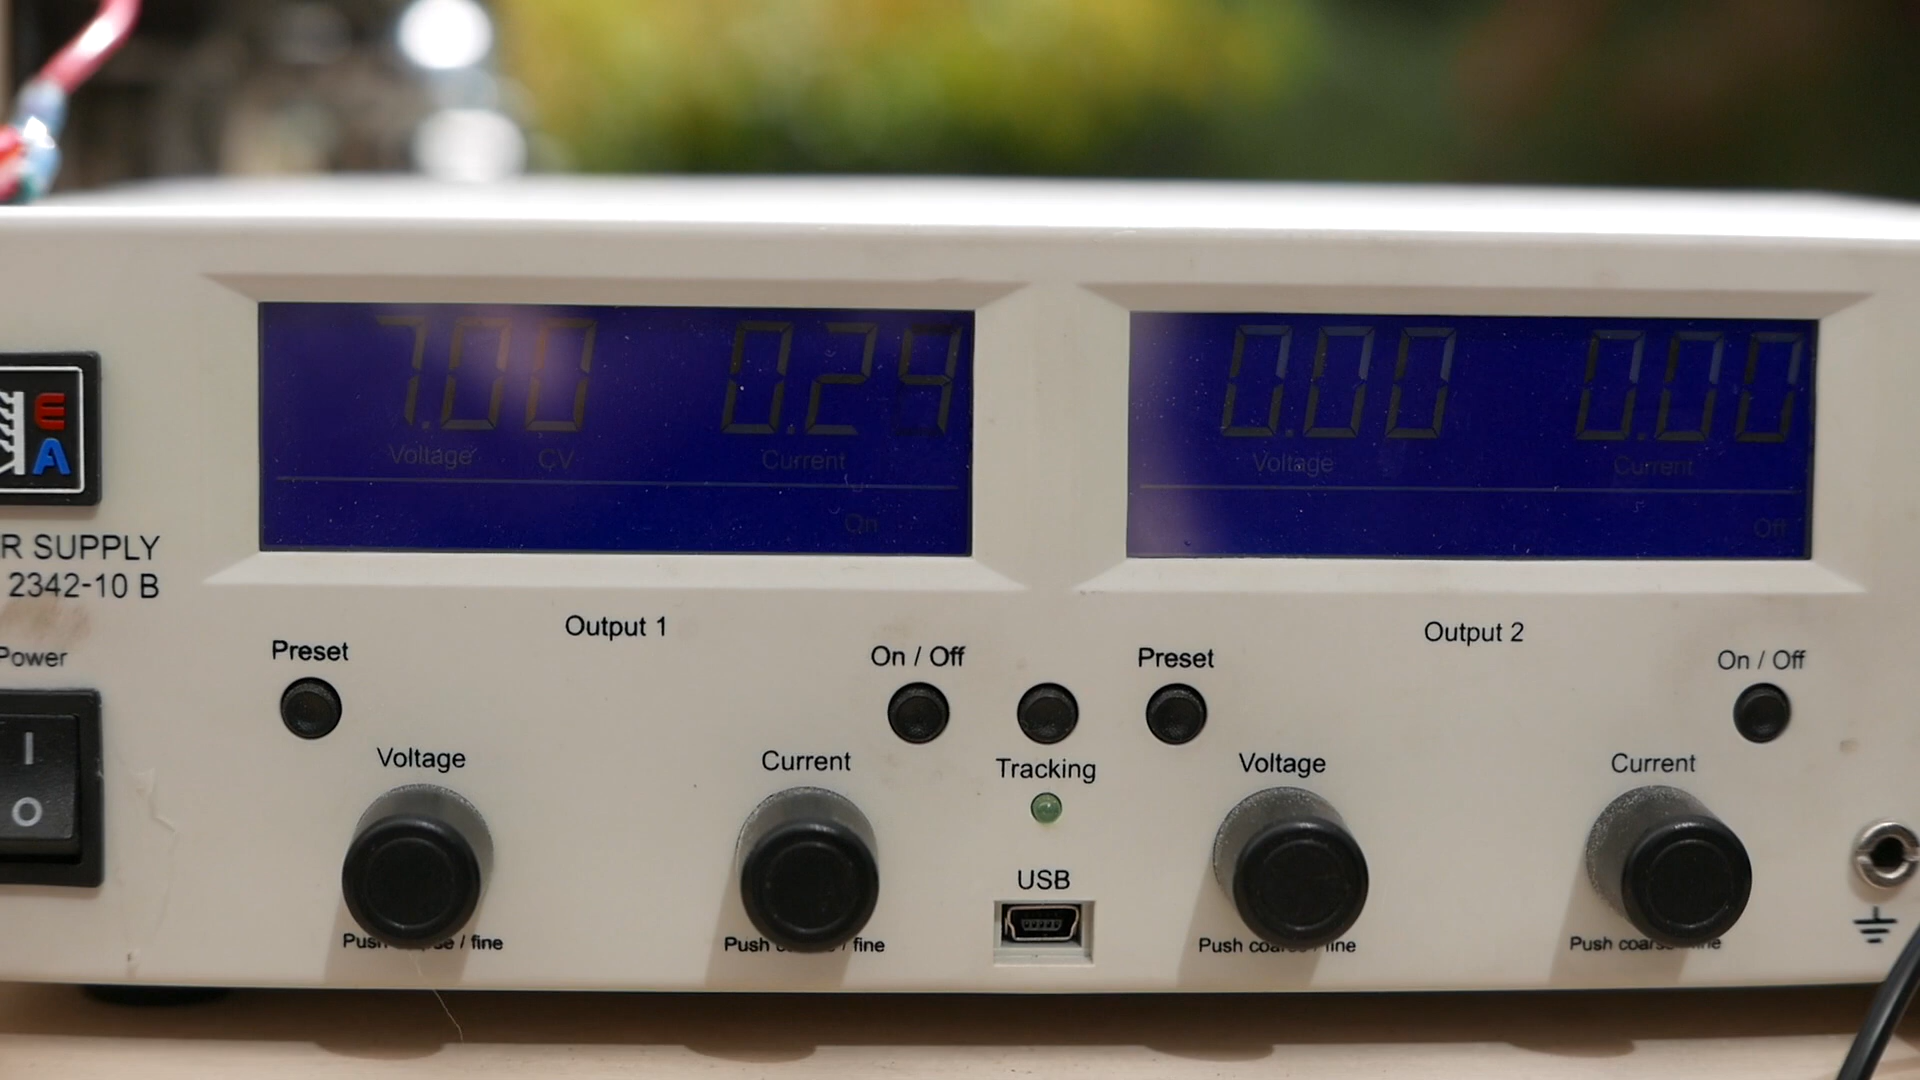 7.00 0.29
Voltage CV Current
On
0.00 0.00
Voltage Current
Off
E
A
R SUPPLY
2342-10 B
Power
I
O
Output 1
Preset
On / Off
Voltage
Current
Push / fine
Push / fine
Tracking
USB
Output 2
Preset
On / Off
Voltage
Current
Push
Push